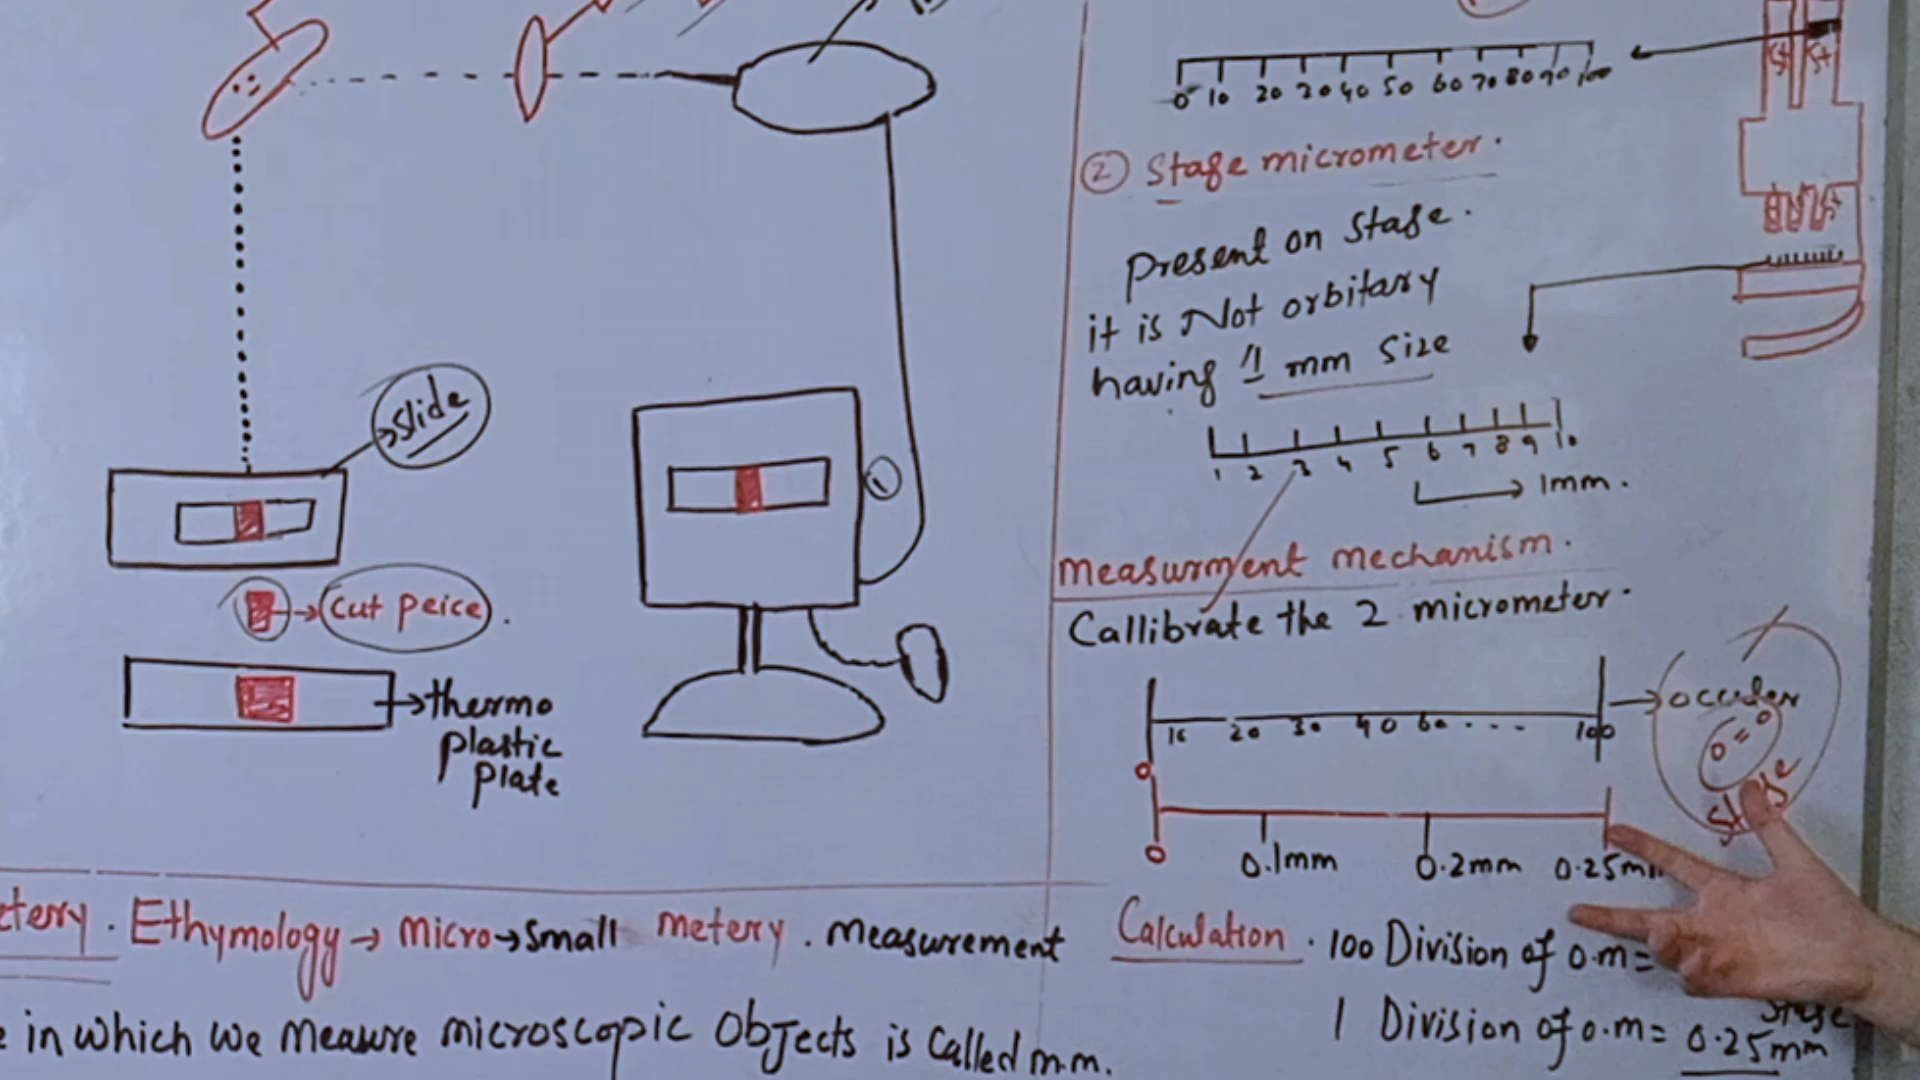 slide
cut peice.
thermo
plastic
plate
1
0 10 20 30 40 50 60 70 80 90 100
St St
2 Stage micrometer.
Present on stage.
it is Not orbitary
having 1 mm size
1 2 3 4 5 6 7 8 9 10
1mm.
Measurment mechanism.
Callibrate the 2 micrometer.
10 20 30 40 60 .... 100
occular
0
stage
0 0.1mm 0.2mm 0.25mm
Calculation. 100 Division of o.m=
1 Division of o.m= 0.25mm
stage
etery. Ethymology → micro → small metery. measurement
e in which we measure microscopic objects is called m.m.